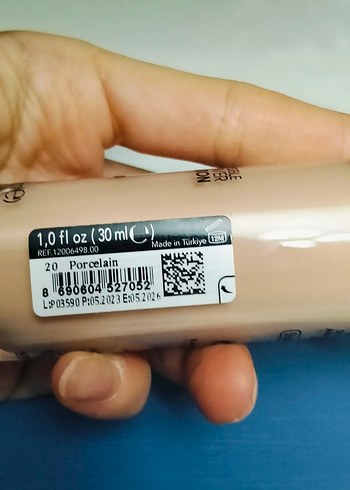 1,0 fl oz ( 30 ml℮)
Made in Türkiye 12M
REF.12006498.00
20 Porcelain
8 690604 527052
L:P03590 P:05.2023 E:05.2026